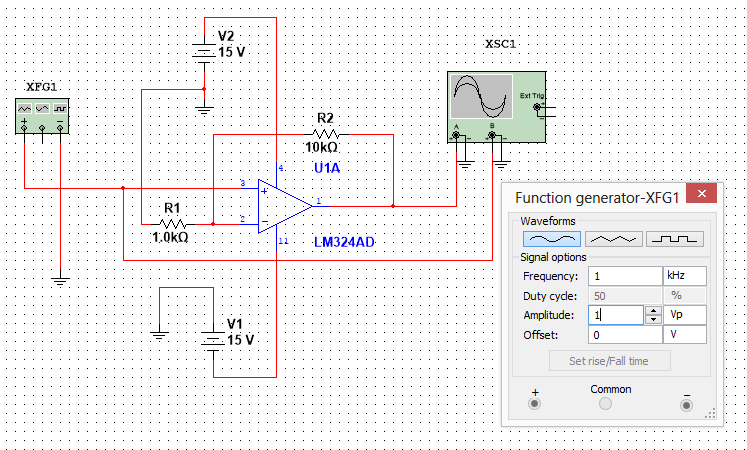 V2
15 V
XSC1
XFG1
Ext Trig
+
-
A
B
+
-
+
-
+
-
R2
10kΩ
U1A
4
3
+
1
R1
2
-
1.0kΩ
11
LM324AD
V1
15 V
Function generator-XFG1
x
Waveforms
Signal options
Frequency: 1 kHz
Duty cycle: 50 %
Amplitude: 1 Vp
Offset: 0 V
Set rise/Fall time
+ Common -